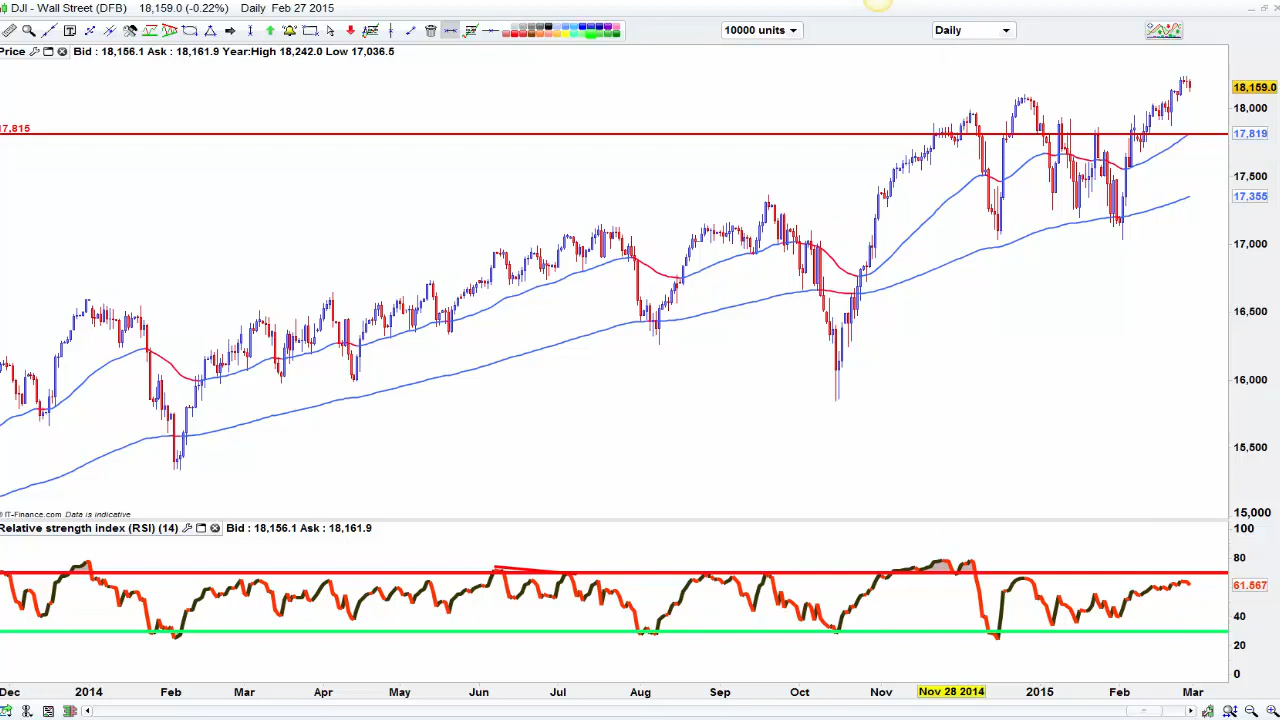 DJI - Wall Street (DFB) 18,159.0 (-0.22%) Daily Feb 27 2015
10000 units Daily
Price Bid : 18,156.1 Ask : 18,161.9 Year:High 18,242.0 Low 17,036.5
18,159.0
18,000
17,815
17,819
17,500
17,355
17,000
16,500
16,000
15,500
15,000
© IT-Finance.com Data is indicative
Relative strength index (RSI) (14) Bid : 18,156.1 Ask : 18,161.9
100
80
61.567
40
20
0
Dec 2014 Feb Mar Apr May Jun Jul Aug Sep Oct Nov Nov 28 2014 2015 Feb Mar